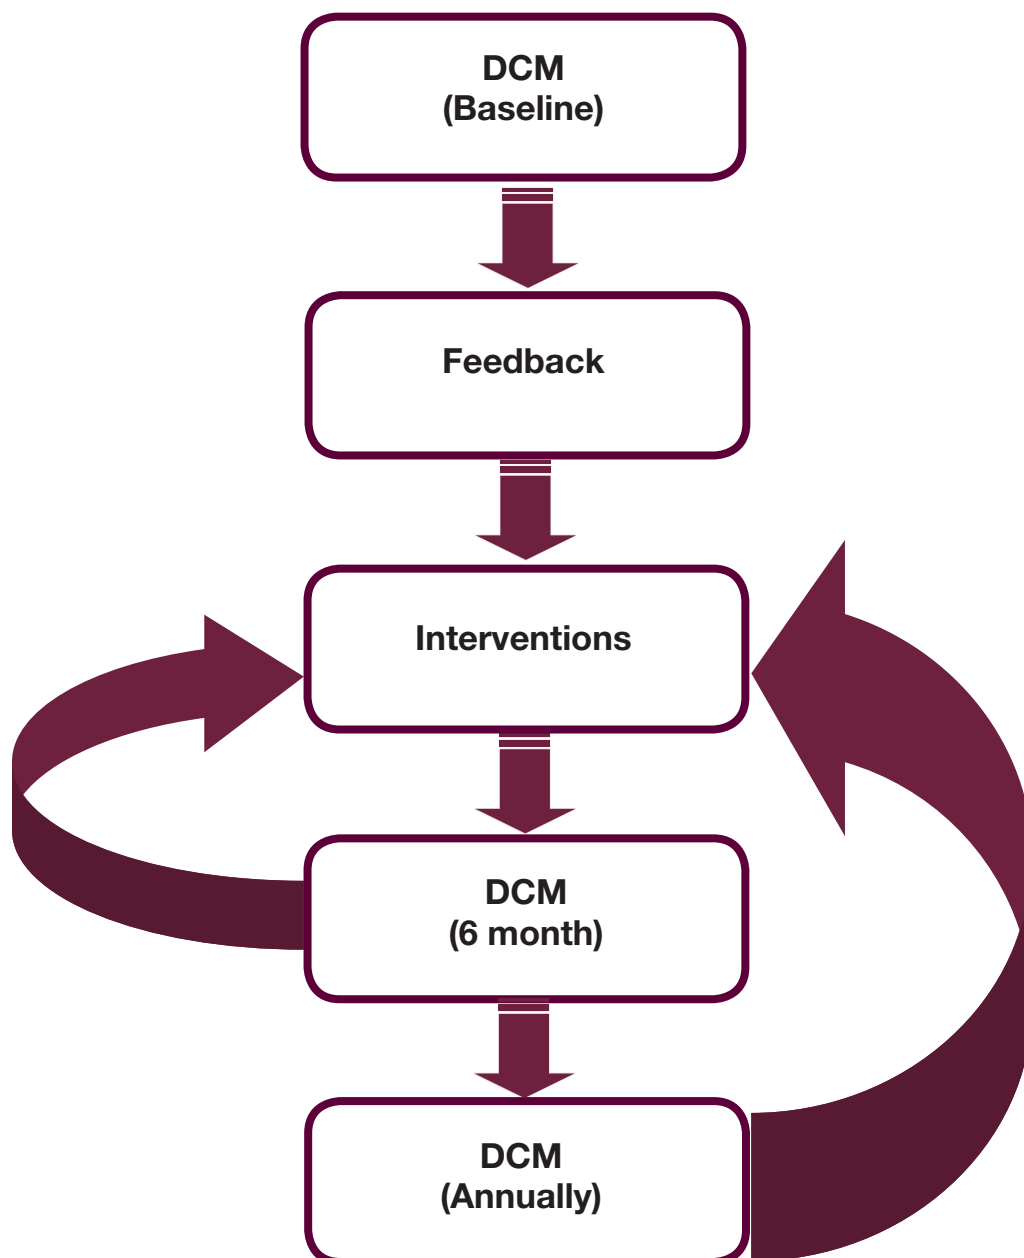 DCM
(Baseline)
Feedback
Interventions
DCM
(6 month)
DCM
(Annually)